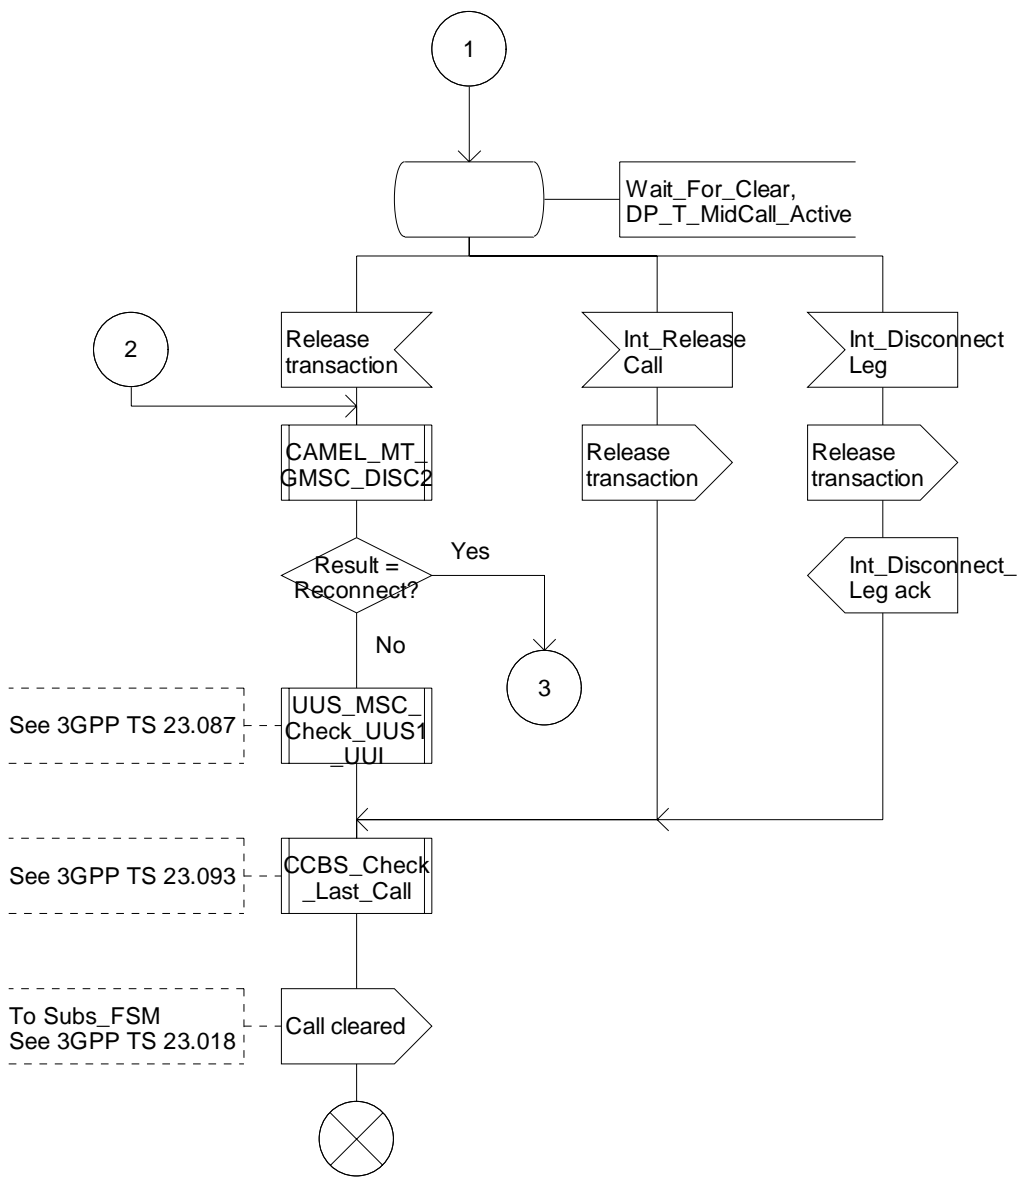 1
Wait_For_Clear,
DP_T_MidCall_Active
2
Release
transaction
Int_Release
Call
Int_Disconnect
Leg
CAMEL_MT_
GMSC_DISC2
Release
transaction
Release
transaction
Result =
Reconnect?
Yes
Int_Disconnect_
Leg ack
No
3
See 3GPP TS 23.087
UUS_MSC_
Check_UUS1
_UUI
See 3GPP TS 23.093
CCBS_Check
_Last_Call
To Subs_FSM
See 3GPP TS 23.018
Call cleared